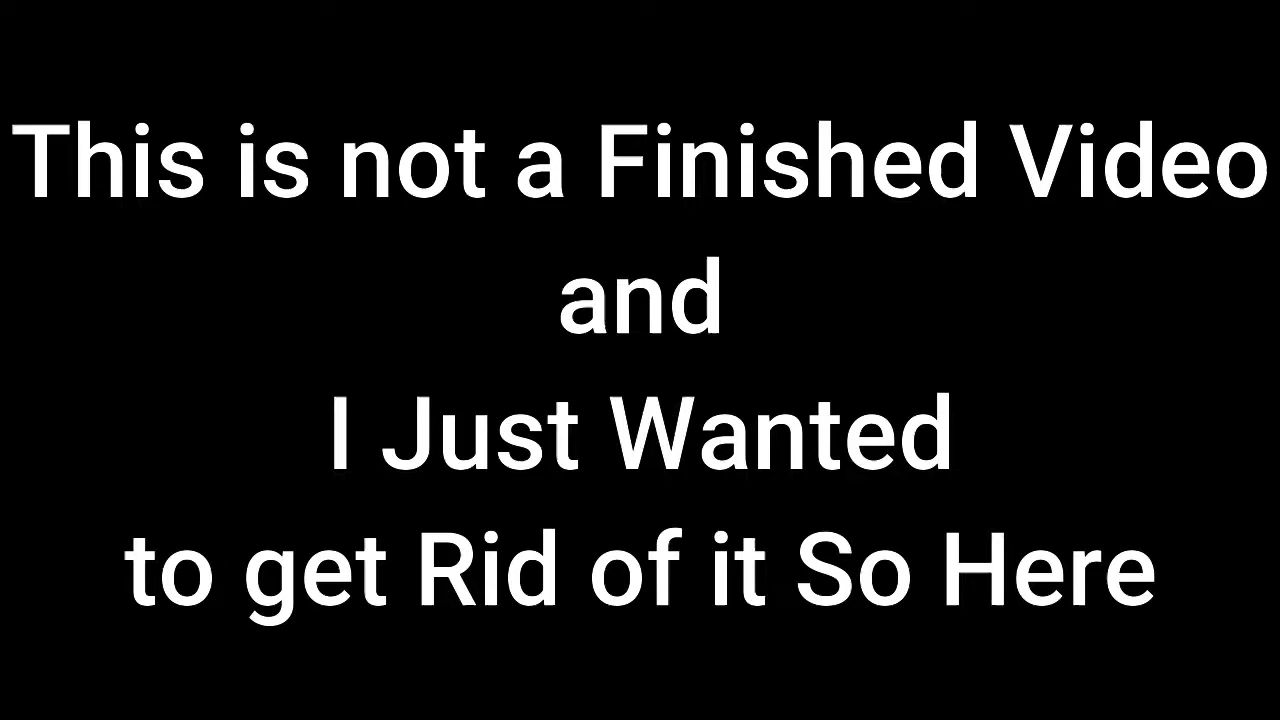 This is not a Finished Video
and
I Just Wanted
to get Rid of it So Here